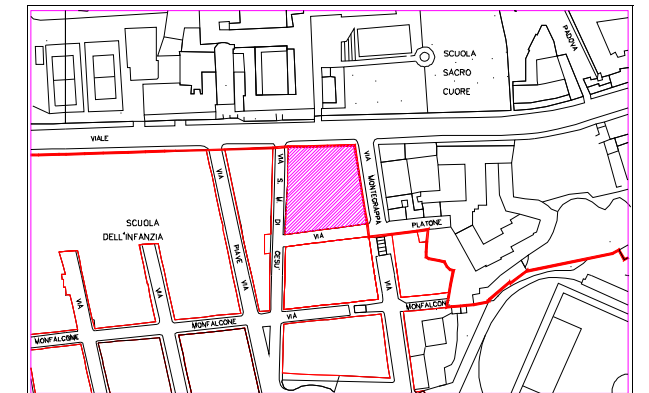 PADOVA
SCUOLA
SACRO
CUORE
VIALE
VIA
VIA S. M. DI GESU'
VIA
MONTEGRAPPA
SCUOLA
DELL'INFANZIA
PLATONE
VIA
PIAVE
VIA
VIA
VIA
VIA
MONFALCONE
VIA
MONFALCONE
VIA
MONFALCONE